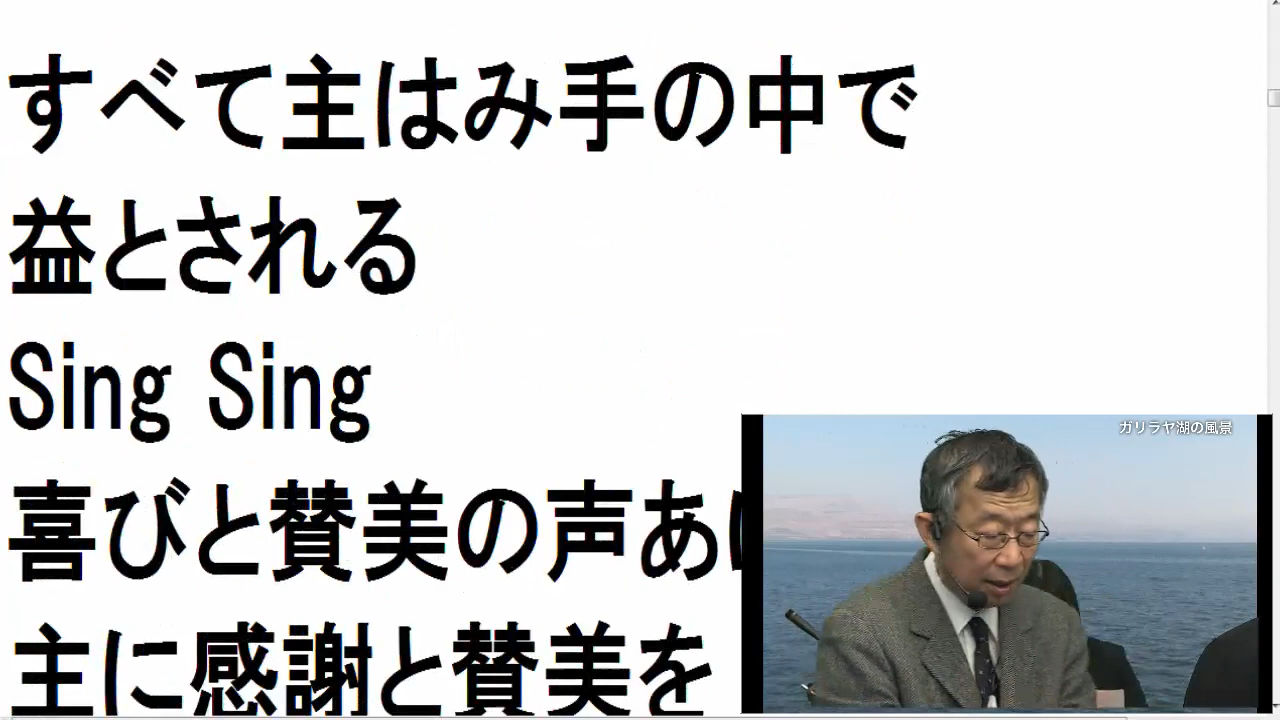 すべて主はみ手の中で
益とされる
Sing Sing
ガリラヤ湖の風景
喜びと賛美の声あ
主に感謝と賛美を